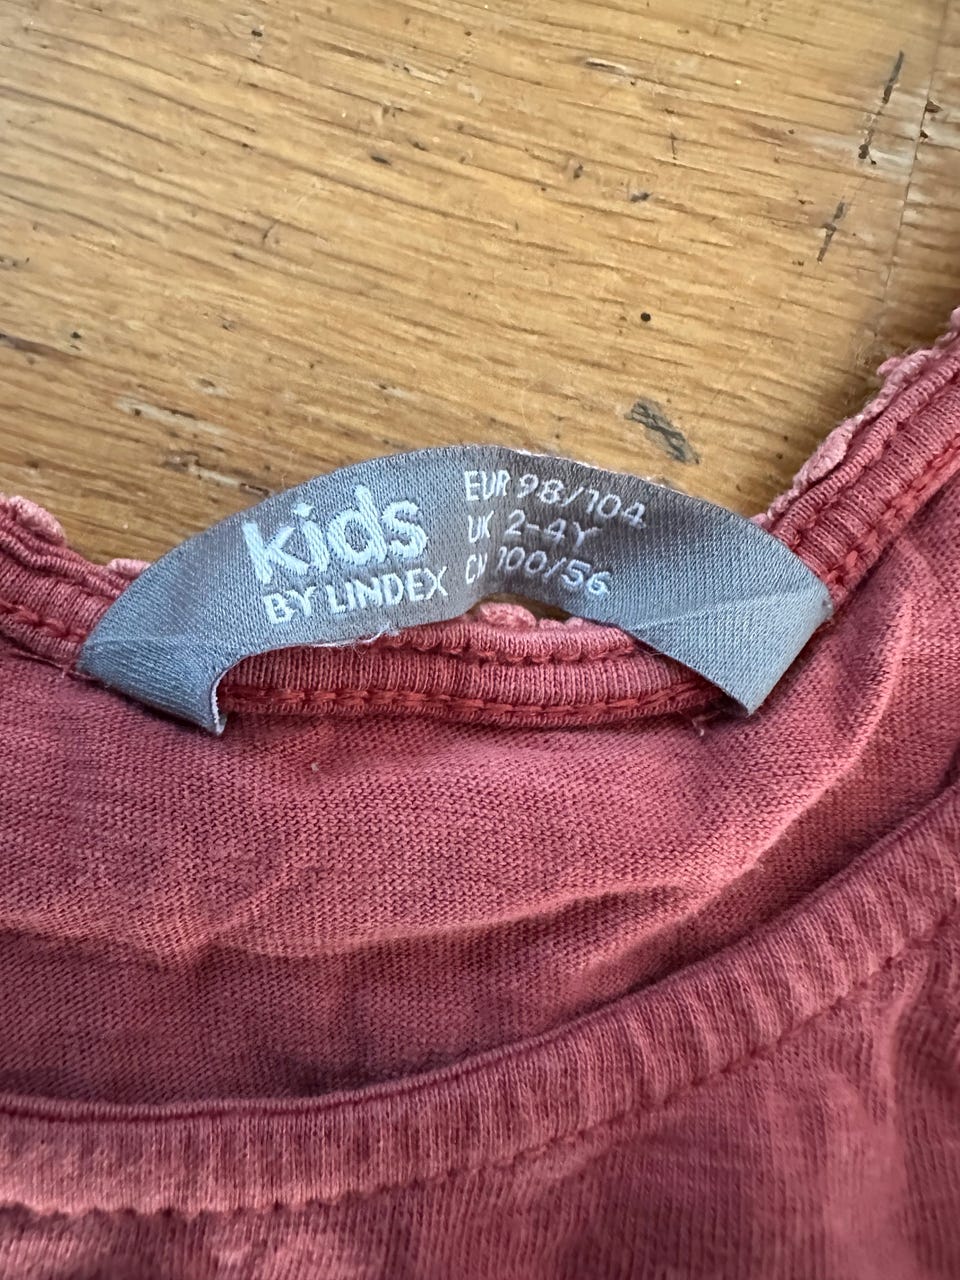 kids
BY LINDEX
EUR 98/104
UK 2-4Y
CN 100/56